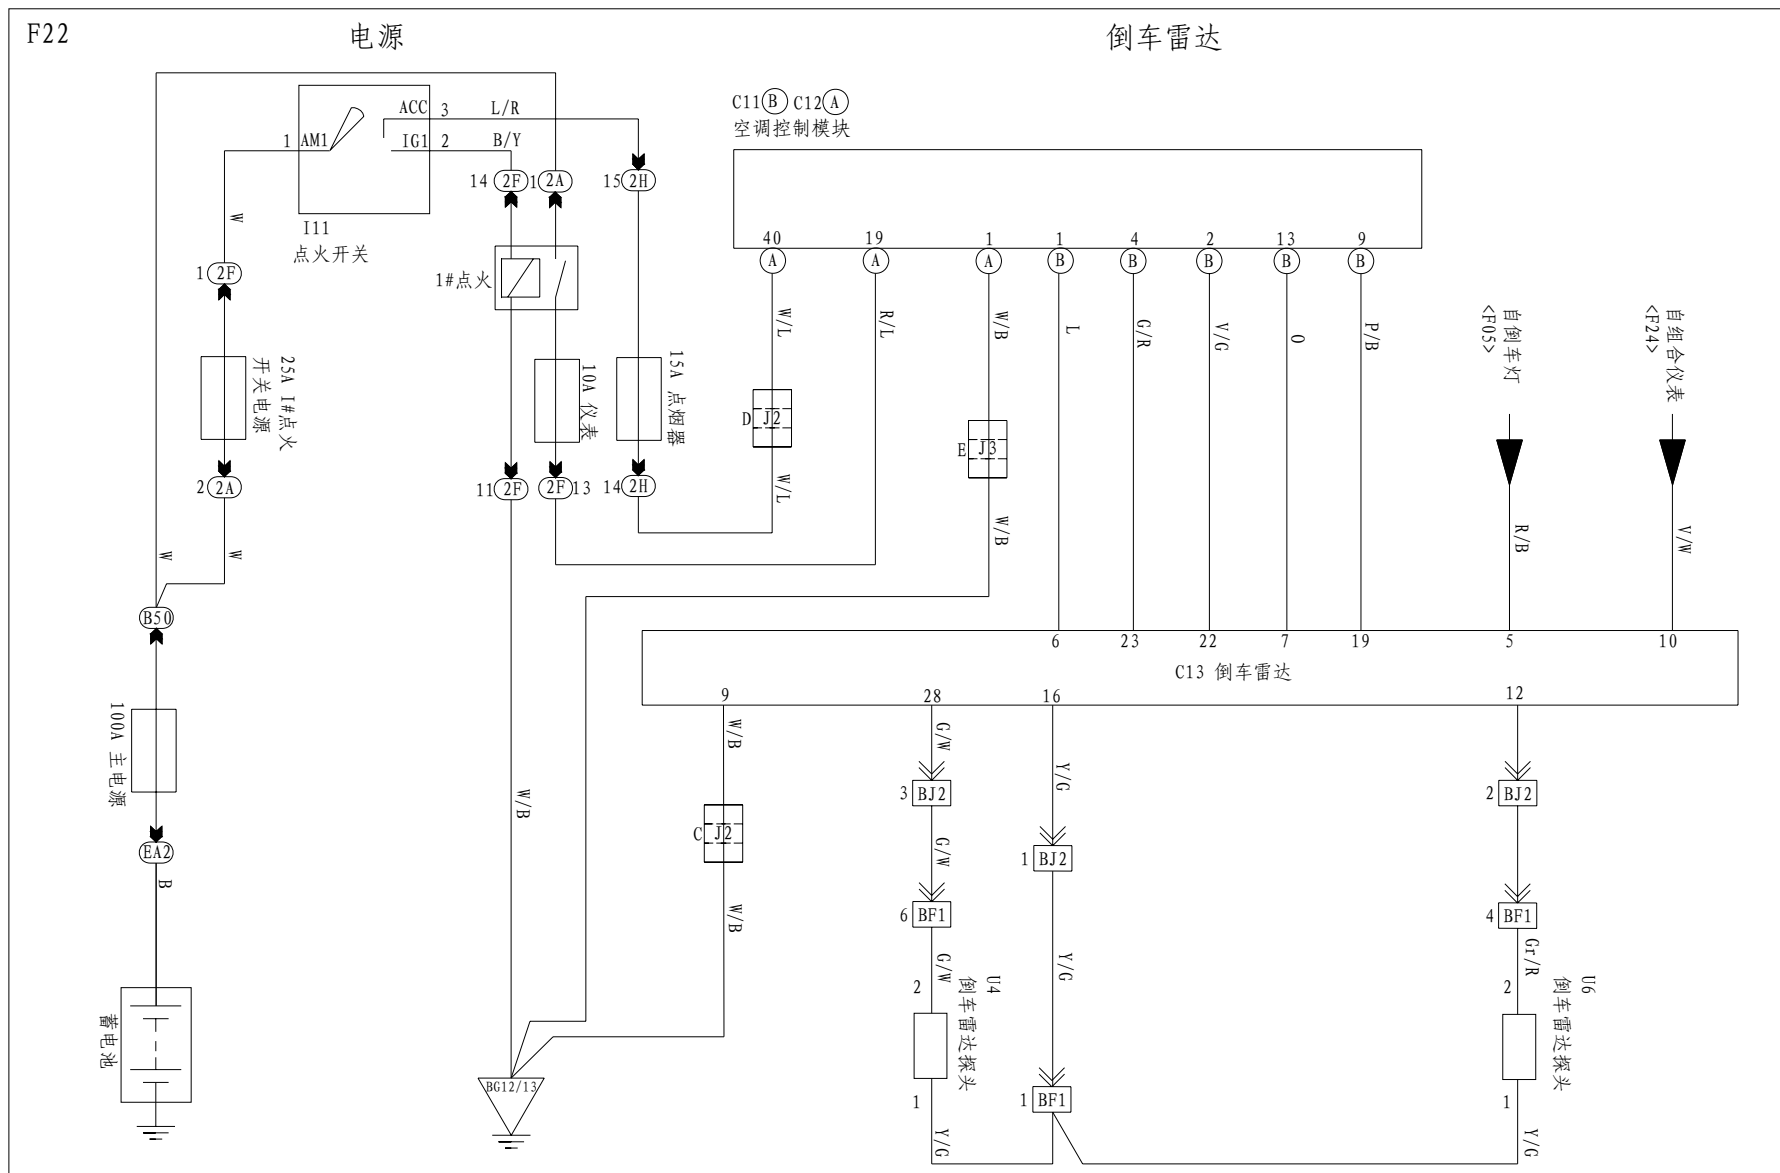 F22
电源
倒车雷达
ACC 3 L/R
1 AM1
IG1 2 B/Y
I11
点火开关
14 2F
1 2A
15 2H
1#点火
W
1 2F
25A I#点火
开关电源
2 2A
W
W
10A 仪表
15A 点烟器
11 2F
2F 13
14 2H
B50
100A 主电源
EA2
B
蓄电池
W/B
BG12/13
C11 B C12 A
空调控制模块
40 19 1 1 4 2 13 9
A A A B B B B B
W/L
R/L
W/B
L
G/R
V/G
O
P/B
自倒车灯
<F05>
自组合仪表
<F24>
D J2
E J3
W/L
W/B
R/B
V/W
6 23 22 7 19 5 10
C13 倒车雷达
9 28 16 12
W/B
G/W
Y/G
3 BJ2
2 BJ2
C J2
1 BJ2
G/W
W/B
6 BF1
4 BF1
G/W
Y/G
Gr/R
2
U4
倒车雷达探头
2
U6
倒车雷达探头
1
1 BF1
1
Y/G
Y/G